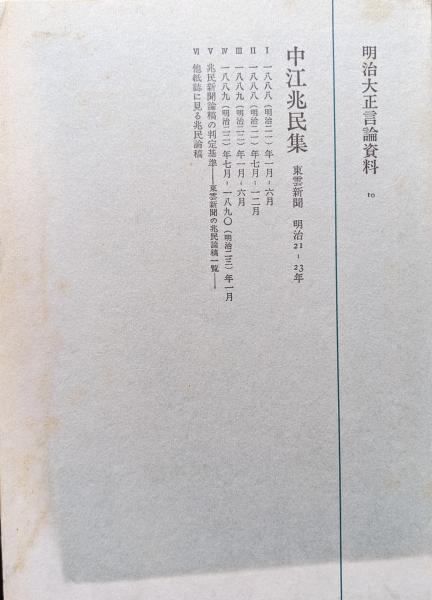 明治大正言論資料 10
中江兆民集 東雲新聞 明治21-23年
I 一八八八(明治二一)年一月-六月
II 一八八八(明治二一)年七月-一二月
III 一八八九(明治二二)年一月-六月
IV 一八八九(明治二二)年七月-一八九〇(明治二三)年一月
V 兆民新聞論稿の判定基準——東雲新聞の兆民論稿一覧——
VI 他紙誌に見る兆民論稿